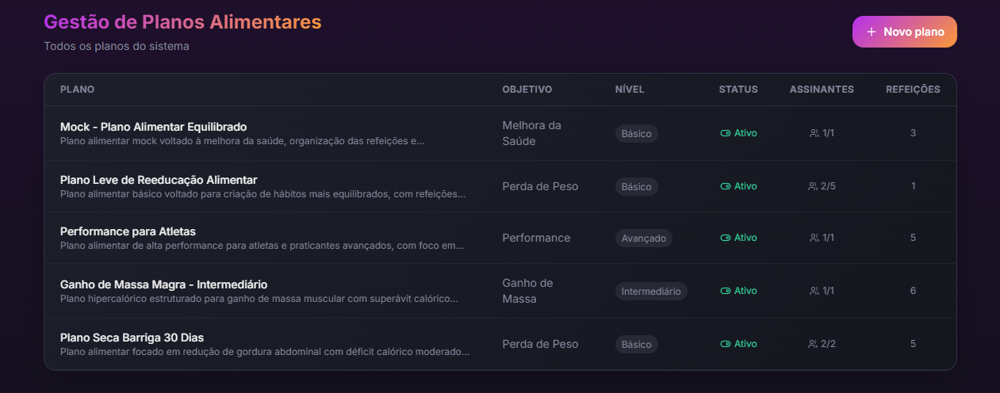 Gestão de Planos Alimentares
Todos os planos do sistema
+ Novo plano
PLANO OBJETIVO NÍVEL STATUS ASSINANTES REFEIÇÕES
Mock - Plano Alimentar Equilibrado
Plano alimentar mock voltado à melhora da saúde, organização das refeições e...
Melhora da
Saúde
Básico Ativo 1/1 3
Plano Leve de Reeducação Alimentar
Plano alimentar básico voltado para criação de hábitos mais equilibrados, com refeições...
Perda de Peso Básico Ativo 2/5 1
Performance para Atletas
Plano alimentar de alta performance para atletas e praticantes avançados, com foco em...
Performance Avançado Ativo 1/1 5
Ganho de Massa Magra - Intermediário
Plano hipercalórico estruturado para ganho de massa muscular com superávit calórico...
Ganho de
Massa
Intermediário Ativo 1/1 6
Plano Seca Barriga 30 Dias
Plano alimentar focado em redução de gordura abdominal com déficit calórico moderado...
Perda de Peso Básico Ativo 2/2 5